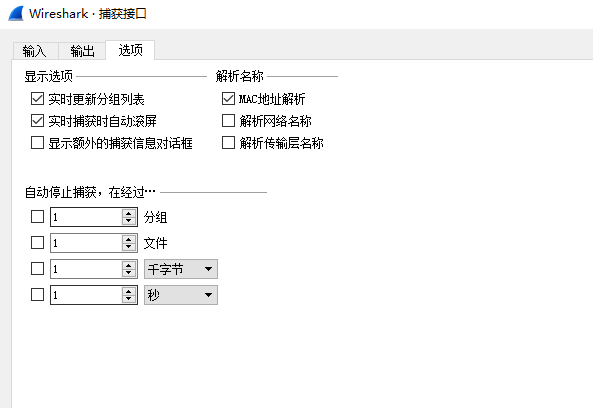 Wireshark · 捕获接口
输入 输出 选项
显示选项 解析名称
实时更新分组列表 MAC地址解析
实时捕获时自动滚屏 解析网络名称
显示额外的捕获信息对话框 解析传输层名称
自动停止捕获，在经过…
1 分组
1 文件
1 千字节
1 秒